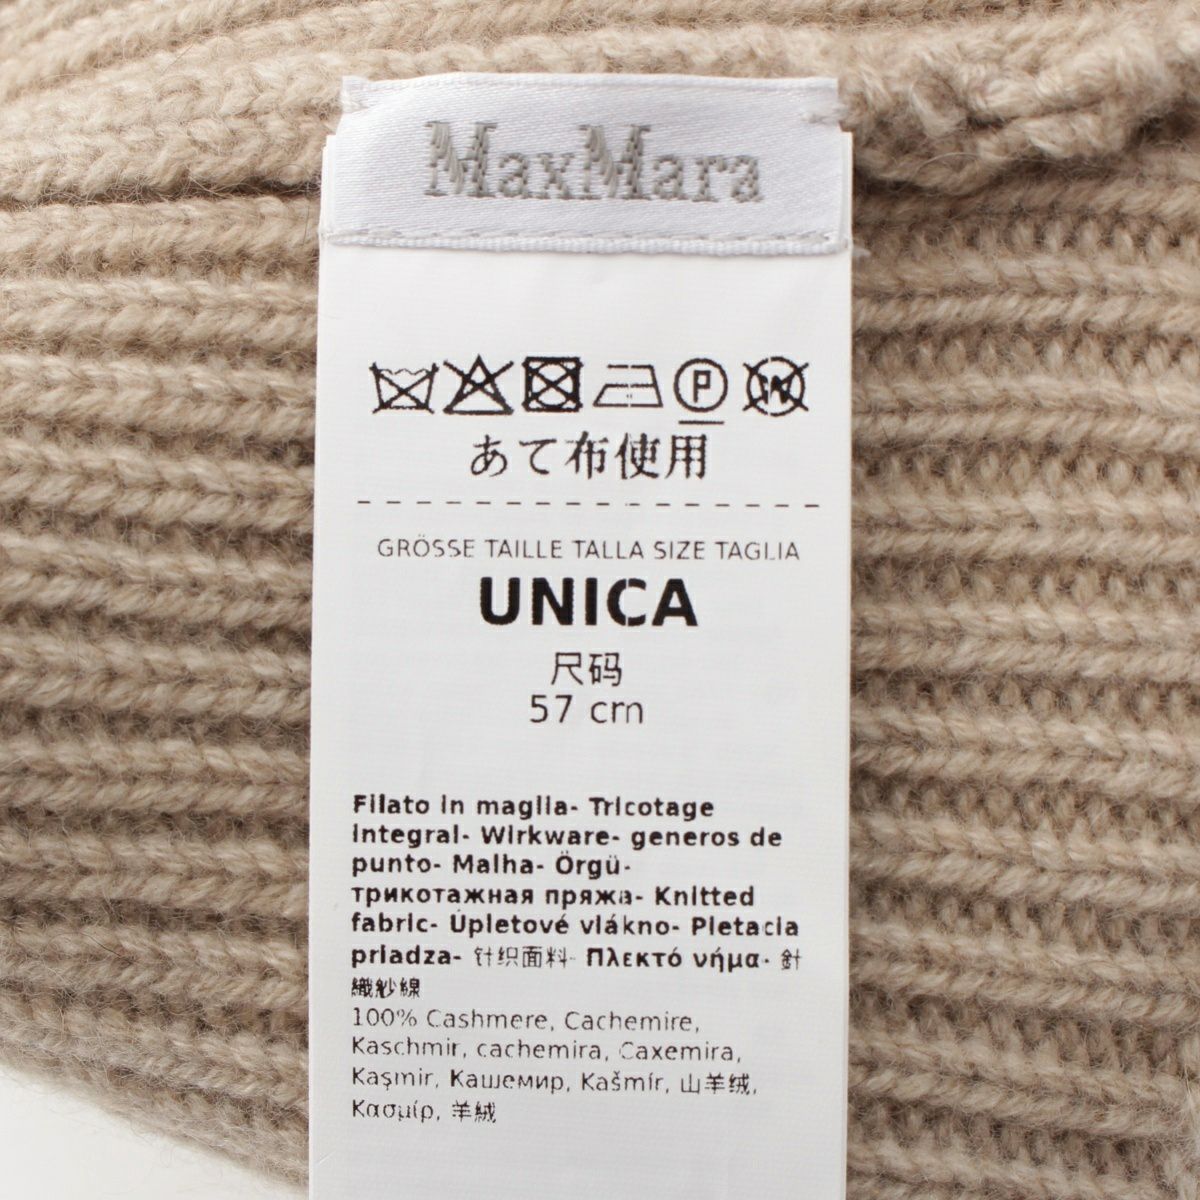 MaxMara
P
W
あて布使用
GRÖSSE TAILLE TALLA SIZE TAGLIA
UNICA
尺码
57 cm
Filato in maglia- Tricotage
integral- Wirkware- generos de
punto- Malha- Örgü-
трикотажная пряжа- Knitted
fabric- Úpletové vlákno- Pletacia
priadza- 针织面料- Πλεκτό νήμα- 針
織紗線
100% Cashmere, Cachemire,
Kaschmir, cachemira, Caxemira,
Kaşmir, Кашемир, Kašmír, 山羊绒,
Κασμίρ, 羊絨